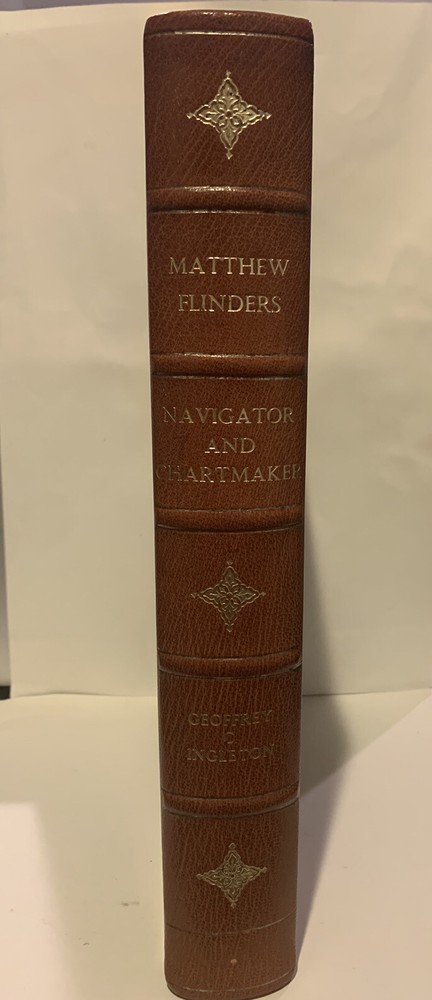 MATTHEW
FLINDERS
NAVIGATOR
AND
CHARTMAKER
GEOFFREY
C
INGLETON